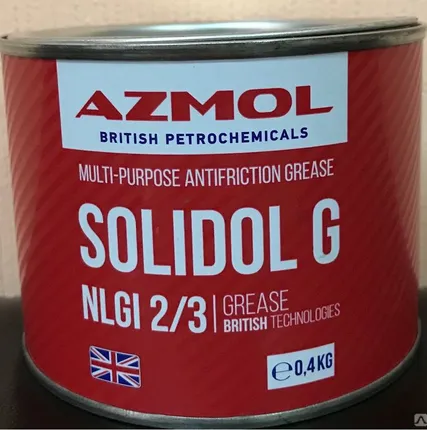 AZMOL
BRITISH PETROCHEMICALS
MULTI-PURPOSE ANTIFRICTION GREASE
SOLIDOL G
NLGI 2/3
GREASE
BRITISH TECHNOLOGIES
℮0,4KG